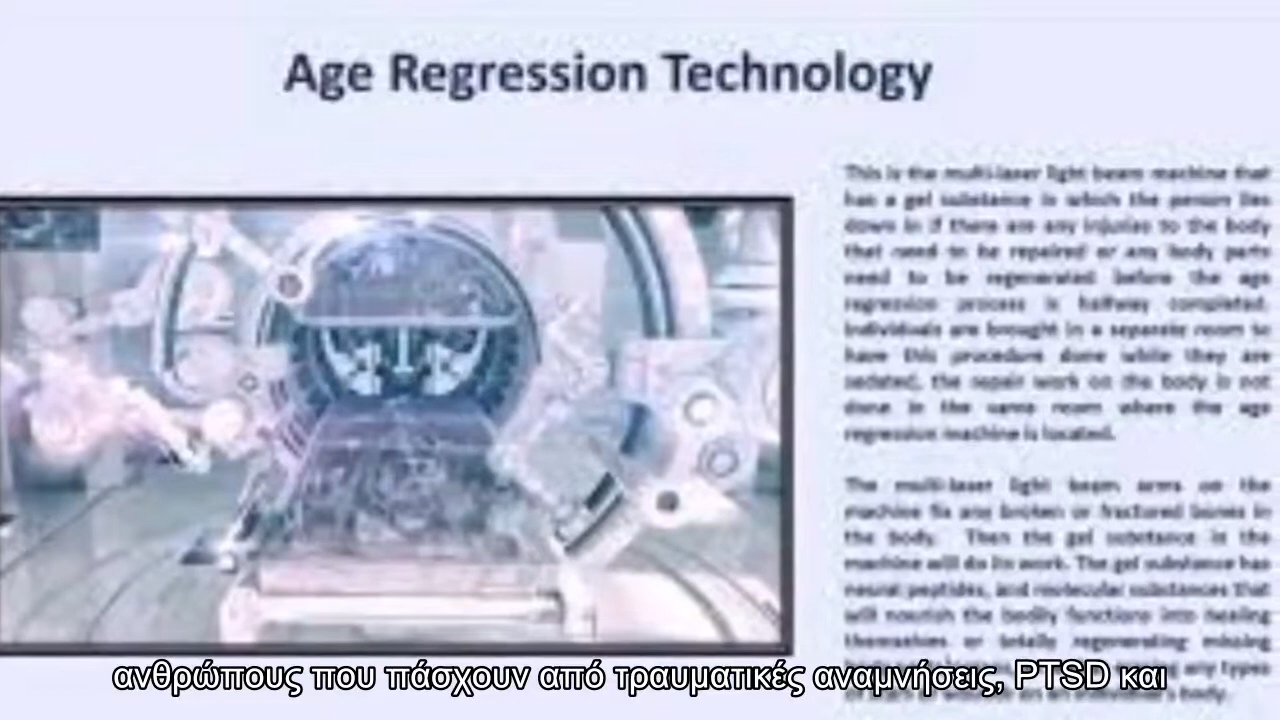 Age Regression Technology
This is the multi-laser light beam machine that
has a gel substance in which the person lies
down in if there are any injuries to the body
that need to be repaired or any body parts
need to be regenerated before the age
regression process is halfway completed.
Individuals are brought in a separate room to
have this procedure done while they are
sedated, the repair work on the body is not
done in the same room where the age
regression machine is located.
The multi-laser light beam arms on the
machine fix any broken or fractured bones in
the body. Then the gel substance in the
machine will do its work. The gel substance has
neural peptides, and molecular substances that
will nourish the bodily functions into healing
themselves or totally regenerating missing
any types
body.
ανθρώπους που πάσχουν από τραυματικές αναμνήσεις, PTSD και